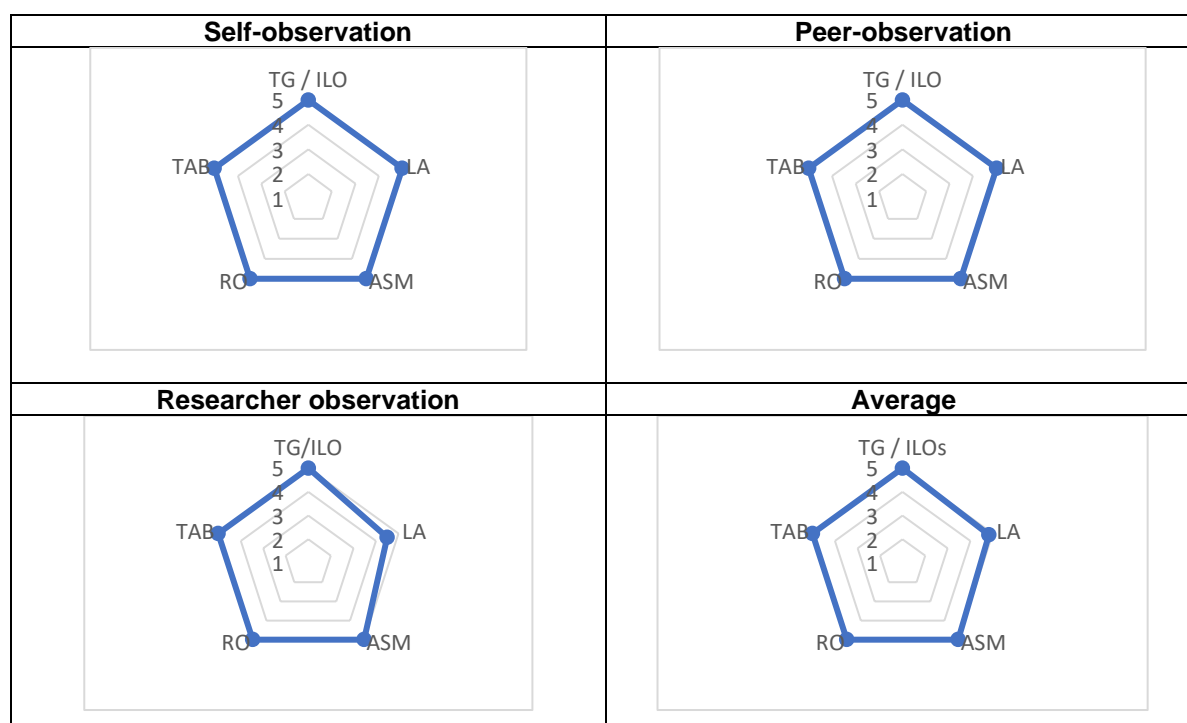 Self-observation
Peer-observation
TG / ILO
5
4
3
2
1
TAB
LA
RO
ASM
TG / ILO
5
4
3
2
1
TAB
LA
RO
ASM
Researcher observation
Average
TG/ILO
5
4
3
2
1
TAB
LA
RO
ASM
TG / ILOs
5
4
3
2
1
TAB
LA
RO
ASM